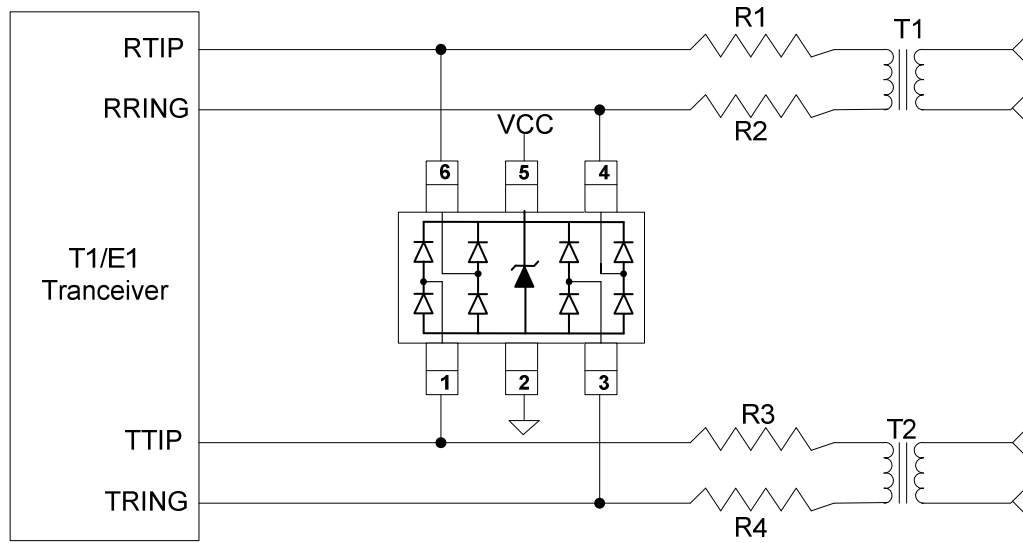 R1
T1
RTIP
RRING
R2
VCC
6
5
4
T1/E1
Tranceiver
1
2
3
R3
T2
TTIP
TRING
R4